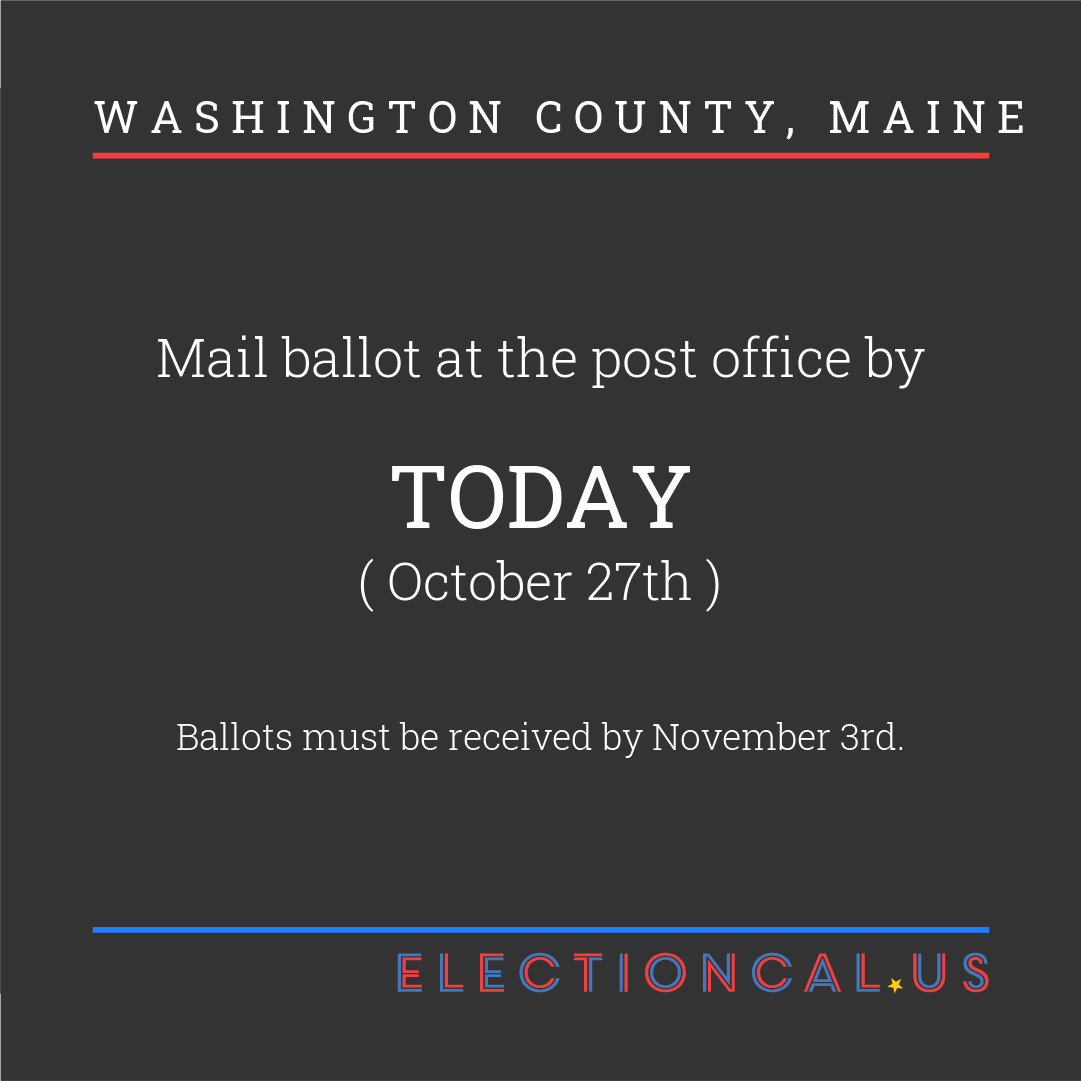 WASHINGTON COUNTY, MAINE
Mail ballot at the post office by
TODAY
( October 27th )
Ballots must be received by November 3rd.
ELECTIONCAL.US